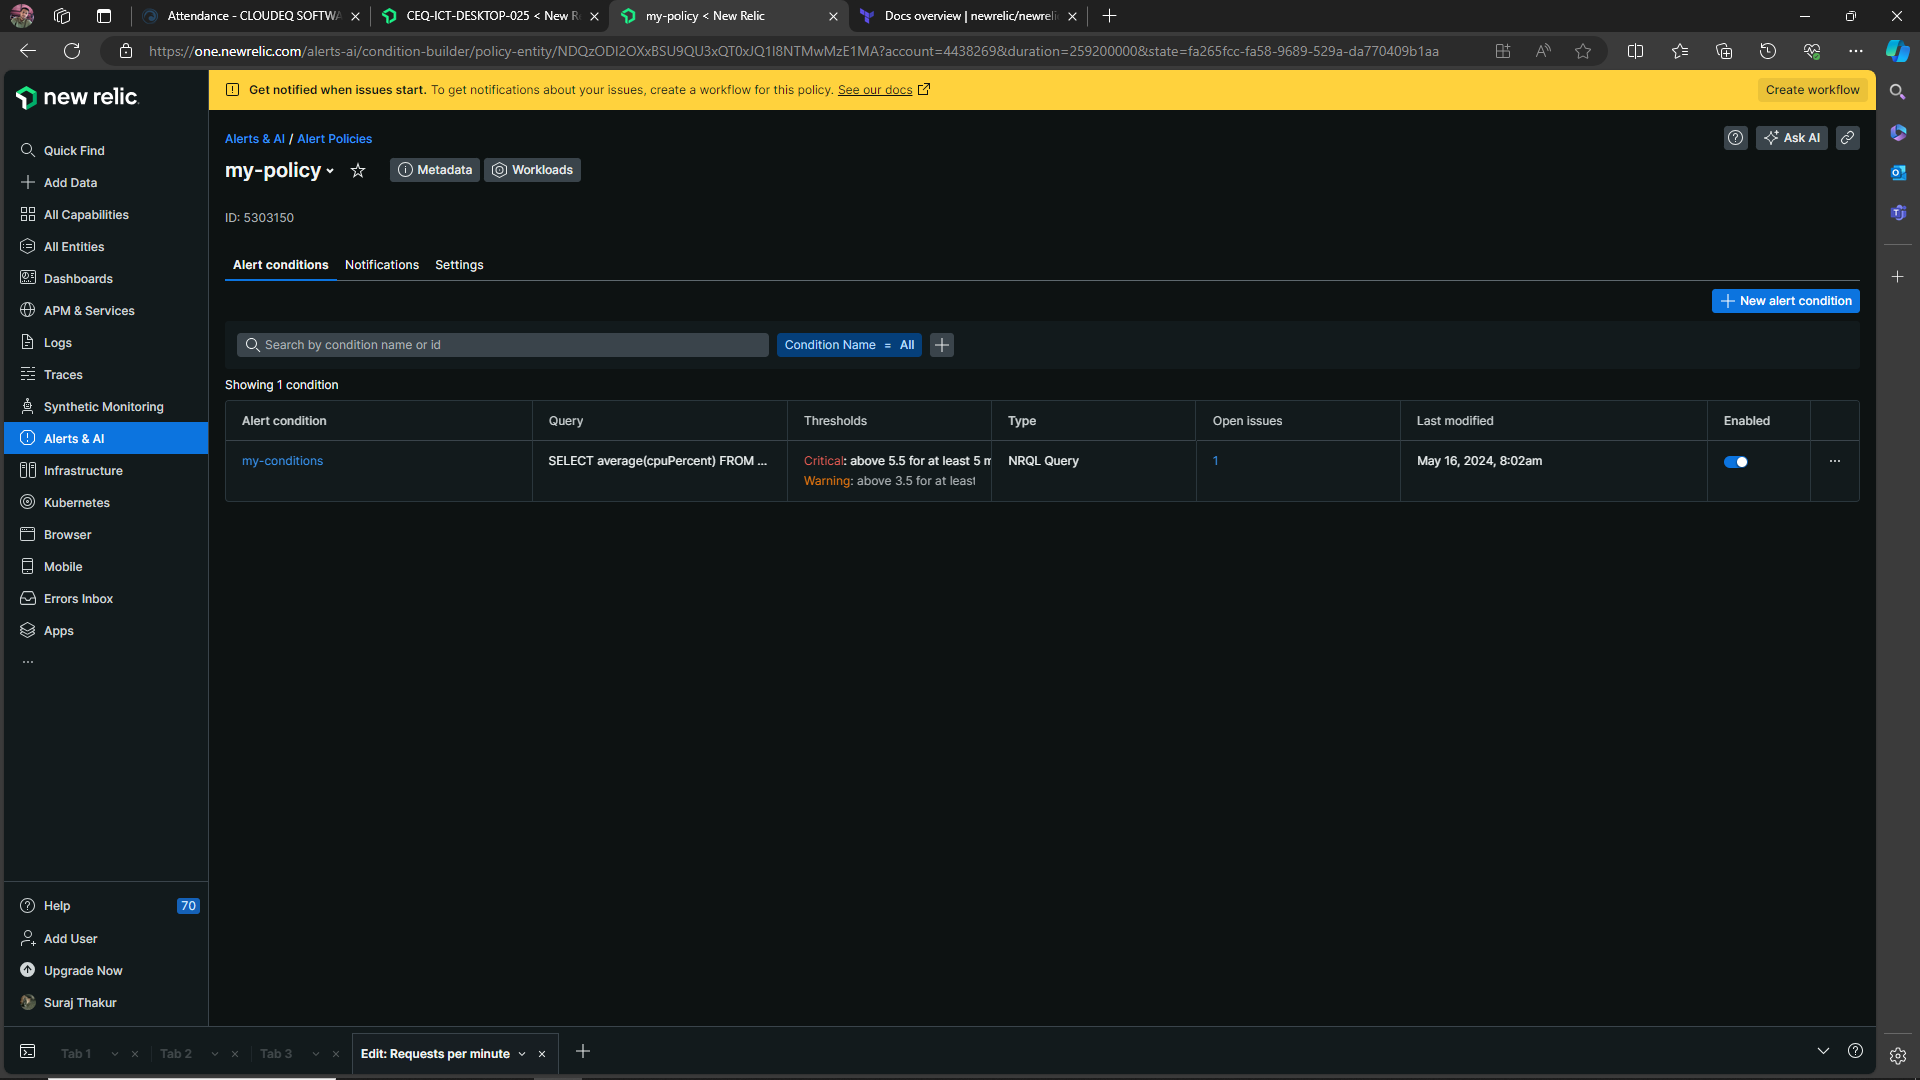 Attendance - CLOUDEQ SOFTWA
CEQ-ICT-DESKTOP-025 < New R
my-policy < New Relic
Docs overview | newrelic/newreli
https://one.newrelic.com/alerts-ai/condition-builder/policy-entity/NDQzODI2OXxBSU9QU3xQT0xJQ1l8NTMwMzE1MA?account=4438269&duration=259200000&state=fa265fcc-fa58-9689-529a-da770409b1aa
new relic
Get notified when issues start. To get notifications about your issues, create a workflow for this policy. See our docs
Create workflow
Alerts & AI / Alert Policies
Ask AI
my-policy
Metadata
Workloads
ID: 5303150
Quick Find
Add Data
All Capabilities
All Entities
Dashboards
APM & Services
Logs
Traces
Synthetic Monitoring
Alerts & AI
Infrastructure
Kubernetes
Browser
Mobile
Errors Inbox
Apps
...
Alert conditions
Notifications
Settings
New alert condition
Search by condition name or id
Condition Name = All
Showing 1 condition
Alert condition
Query
Thresholds
Type
Open issues
Last modified
Enabled
my-conditions
SELECT average(cpuPercent) FROM ...
Critical: above 5.5 for at least 5 m
Warning: above 3.5 for at least
NRQL Query
1
May 16, 2024, 8:02am
...
Help
70
Add User
Upgrade Now
Suraj Thakur
Tab 1
Tab 2
Tab 3
Edit: Requests per minute